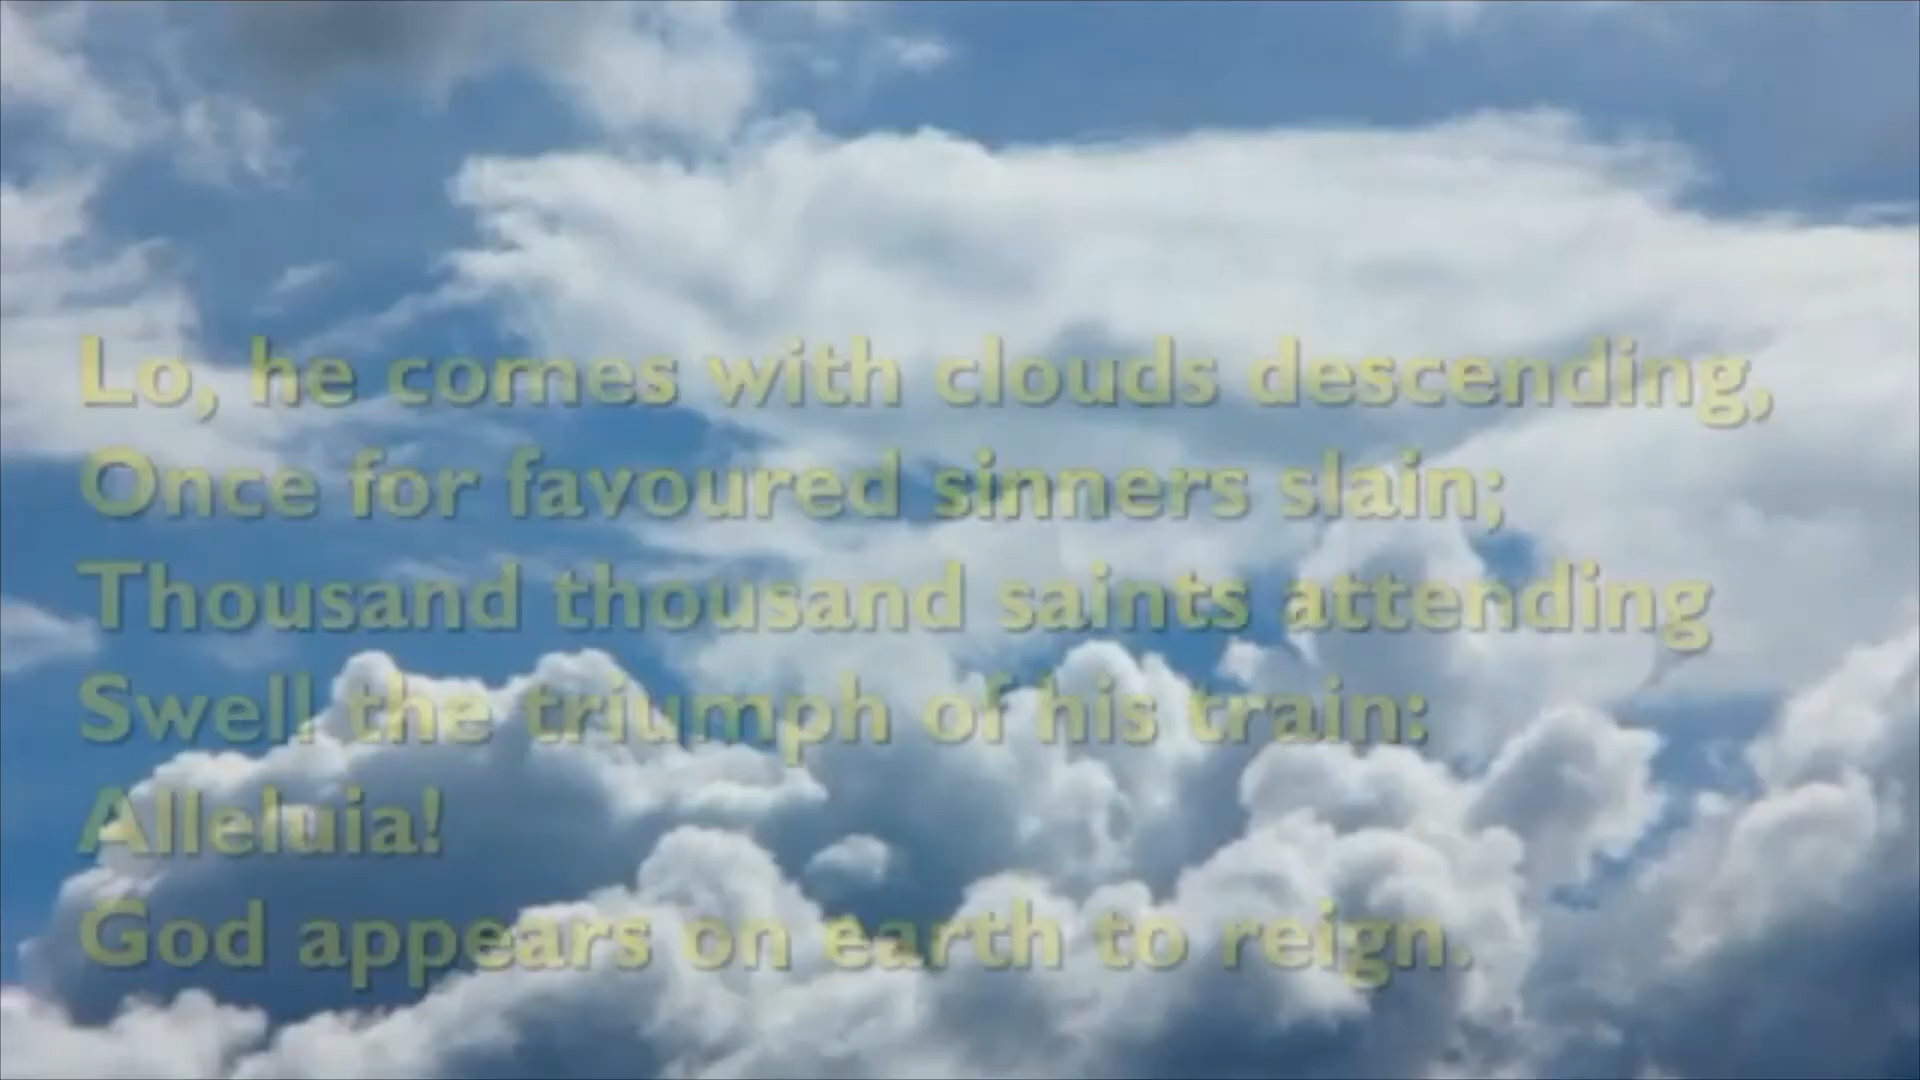 Lo, he comes with clouds descending,
Once for favoured sinners slain;
Thousand thousand saints attending
Swell the triumph of his train:
Alleluia!
God appears on earth to reign.